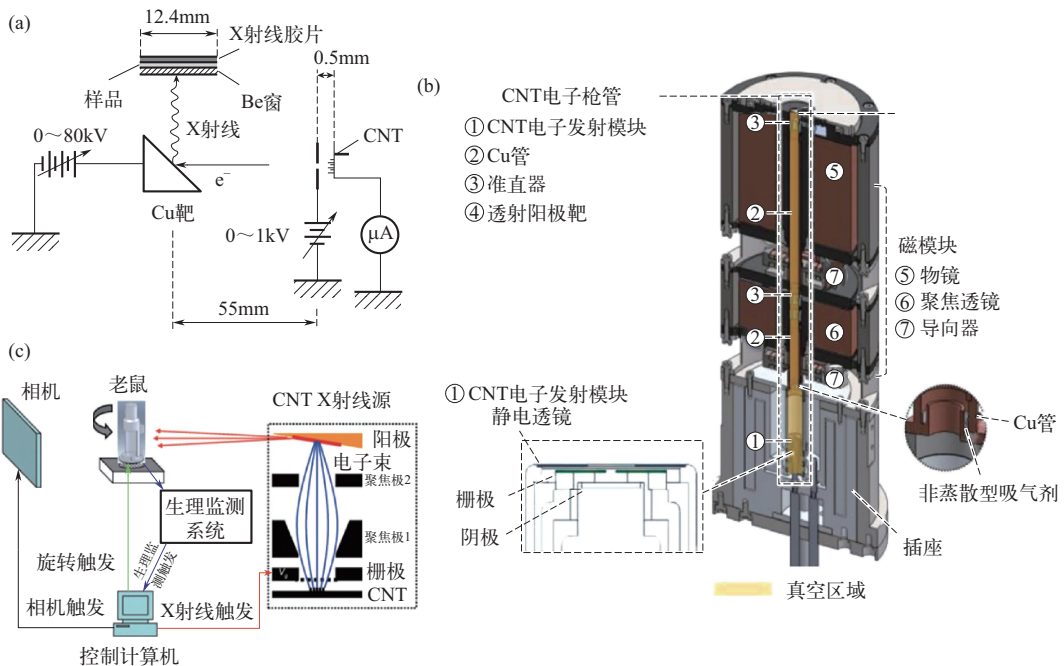 (a)
12.4mm
X射线胶片
样品
Be窗
X射线
0.5mm
CNT
0～80kV
e⁻
Cu靶
0～1kV
μA
55mm
(b)
CNT电子枪管
①CNT电子发射模块
②Cu管
③准直器
④透射阳极靶
③
⑤
②
⑦
③
⑥
②
⑦
①
磁模块
⑤物镜
⑥聚焦透镜
⑦导向器
①CNT电子发射模块
静电透镜
栅极
阴极
Cu管
非蒸散型吸气剂
插座
真空区域
(c)
相机
老鼠
CNT X射线源
阳极
电子束
聚焦极2
聚焦极1
栅极
CNT
生理监测
系统
生理监
测触发
旋转触发
相机触发
X射线触发
控制计算机